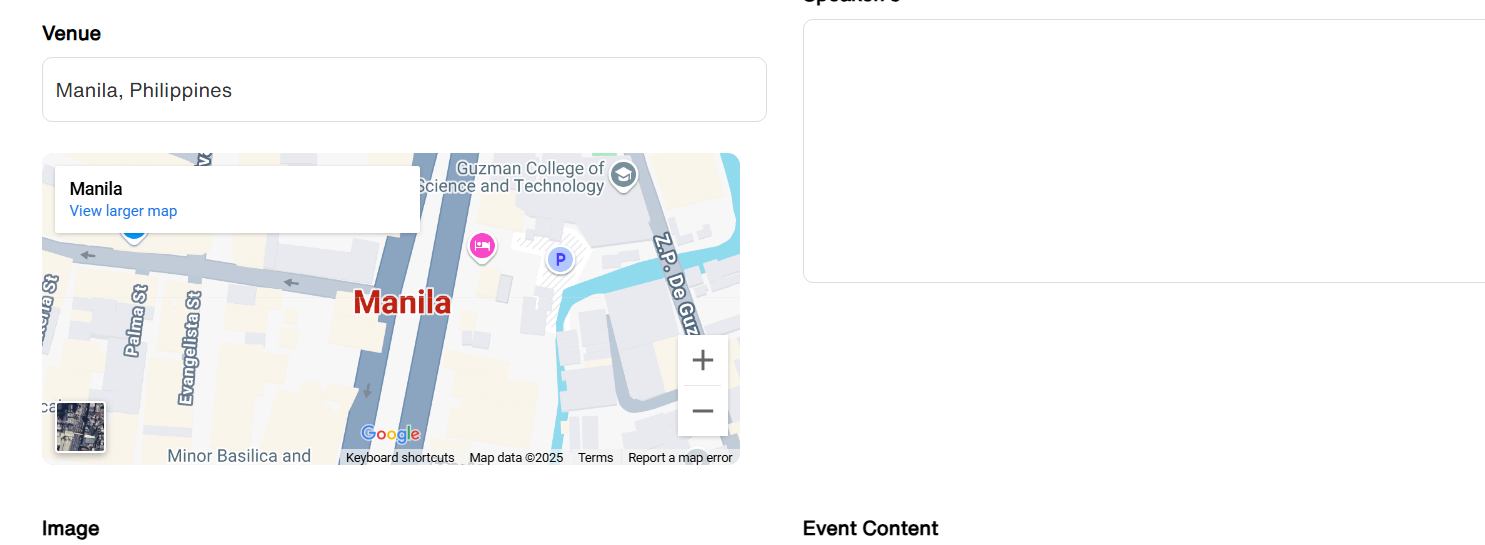 Venue
Manila, Philippines
Manila
View larger map
Guzman College of
Science and Technology
P
Z.P. De Guz
Manila
Palma St
Evangelista St
Google
Minor Basilica and
Keyboard shortcuts
Map data ©2025
Terms
Report a map error
Image
Event Content